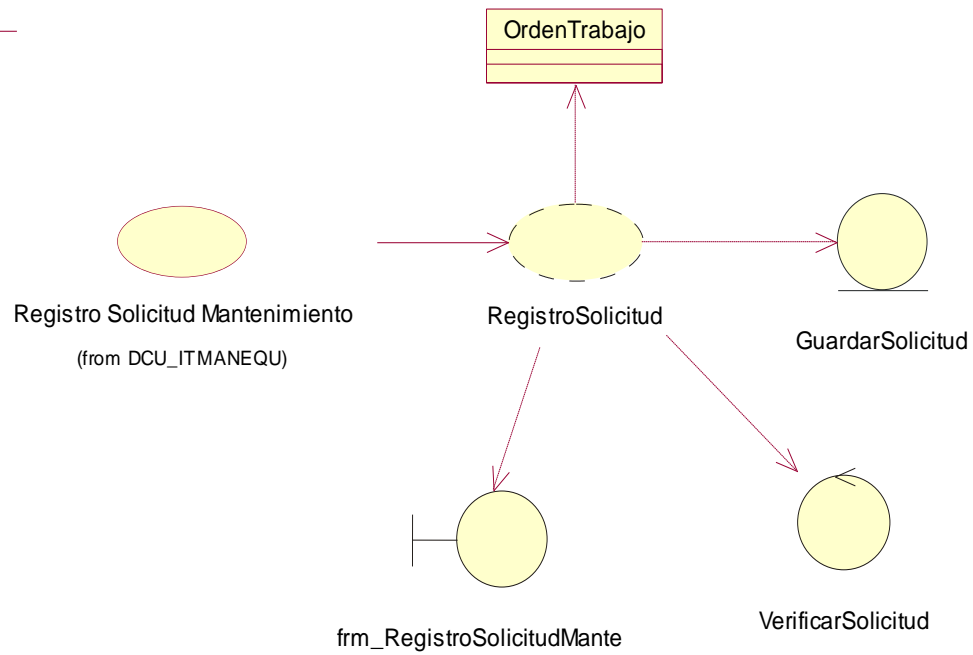 OrdenTrabajo
Registro Solicitud Mantenimiento
(from DCU_ITMANEQU)
RegistroSolicitud
GuardarSolicitud
frm_RegistroSolicitudMante
VerificarSolicitud